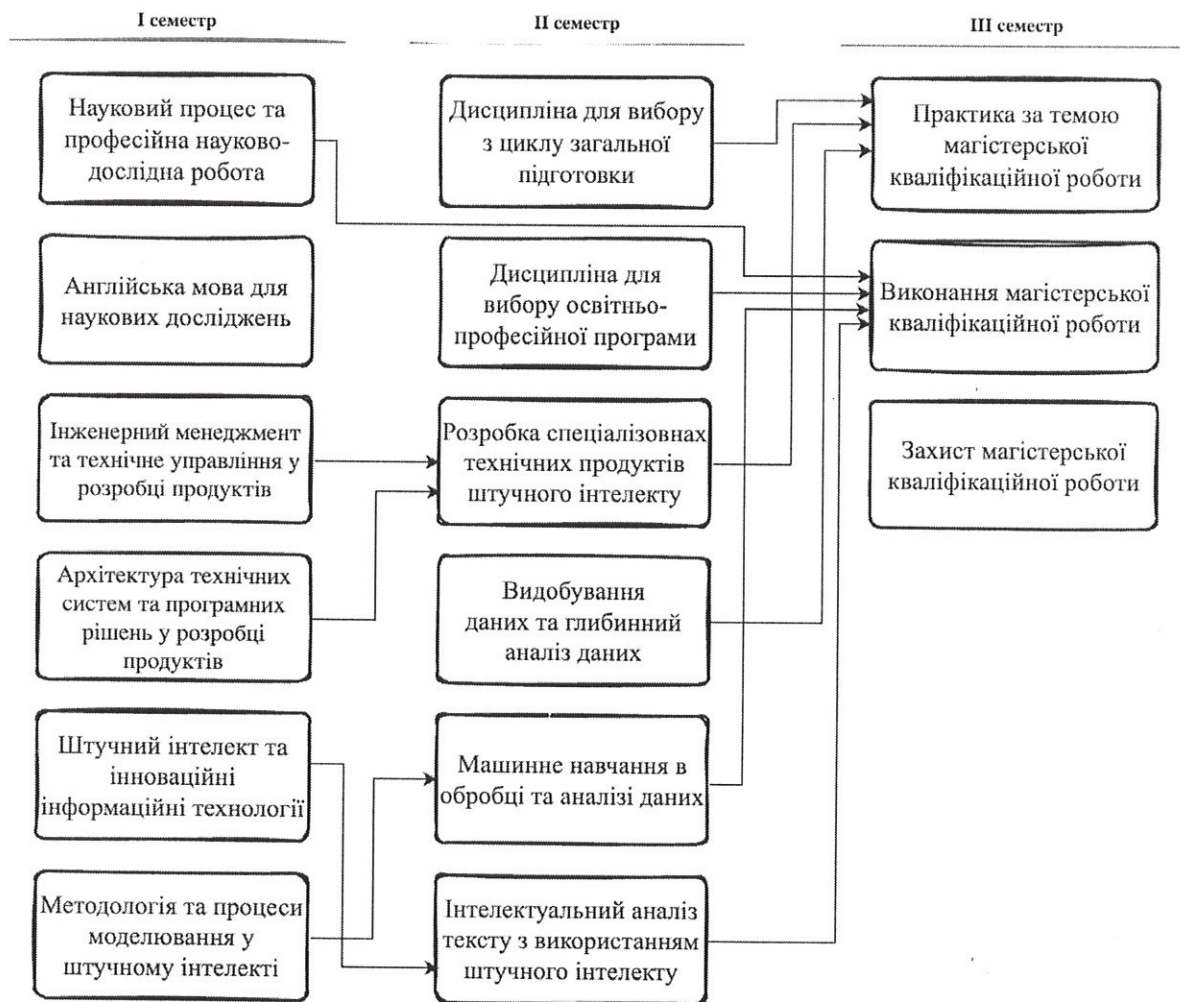 I семестр
II семестр
III семестр
Науковий процес та
професійна науково-
дослідна робота
Англійська мова для
наукових досліджень
Інженерний менеджмент
та технічне управління у
розробці продуктів
Архітектура технічних
систем та програмних
рішень у розробці
продуктів
Штучний інтелект та
інноваційні
інформаційні технології
Методологія та процеси
моделювання у
штучному інтелекті
Дисципліна для вибору
з циклу загальної
підготовки
Дисципліна для
вибору освітньо-
професійної програми
Розробка спеціалізовнах
технічних продуктів
штучного інтелекту
Видобування
даних та глибинний
аналіз даних
Машинне навчання в
обробці та аналізі даних
Інтелектуальний аналіз
тексту з використанням
штучного інтелекту
Практика за темою
магістерської
кваліфікаційної роботи
Виконання магістерської
кваліфікаційної роботи
Захист магістерської
кваліфікаційної роботи